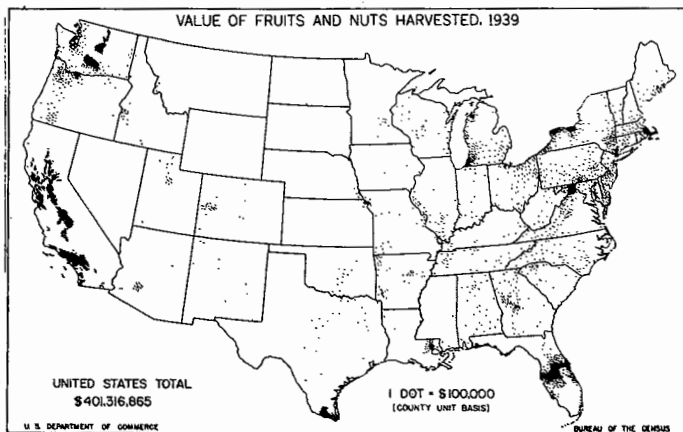 VALUE OF FRUITS AND NUTS HARVESTED, 1939
UNITED STATES TOTAL
$401,316,865
1 DOT = $100,000
(COUNTY UNIT BASIS)
U. S. DEPARTMENT OF COMMERCE
BUREAU OF THE CENSUS